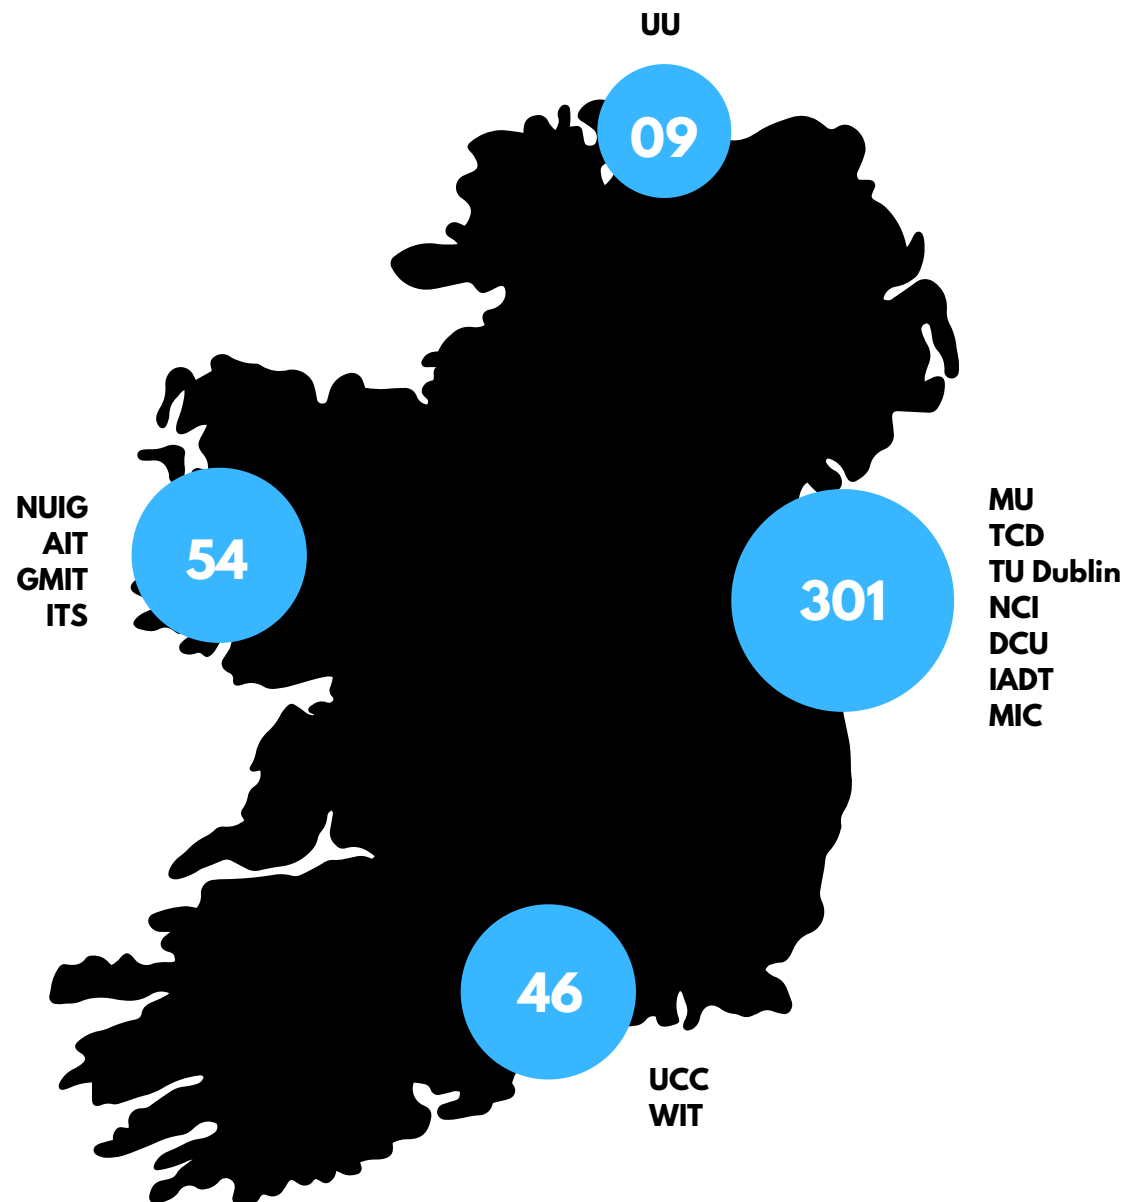 UU
09
NUIG
AIT
GMIT
ITS
54
301
MU
TCD
TU Dublin
NCI
DCU
IADT
MIC
46
UCC
WIT